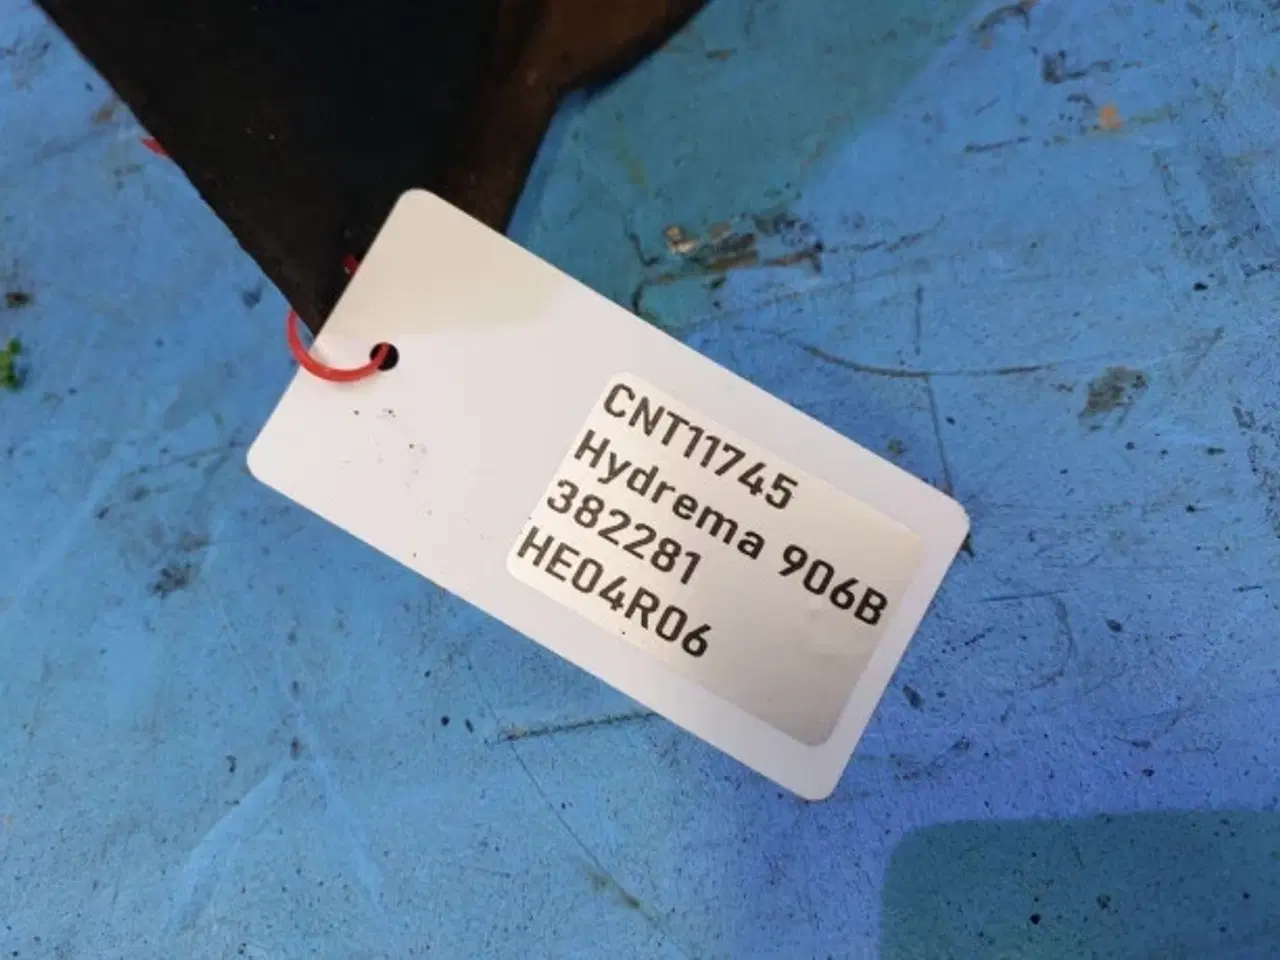 CNT11745
Hydrema 906B
382281
HE04R06